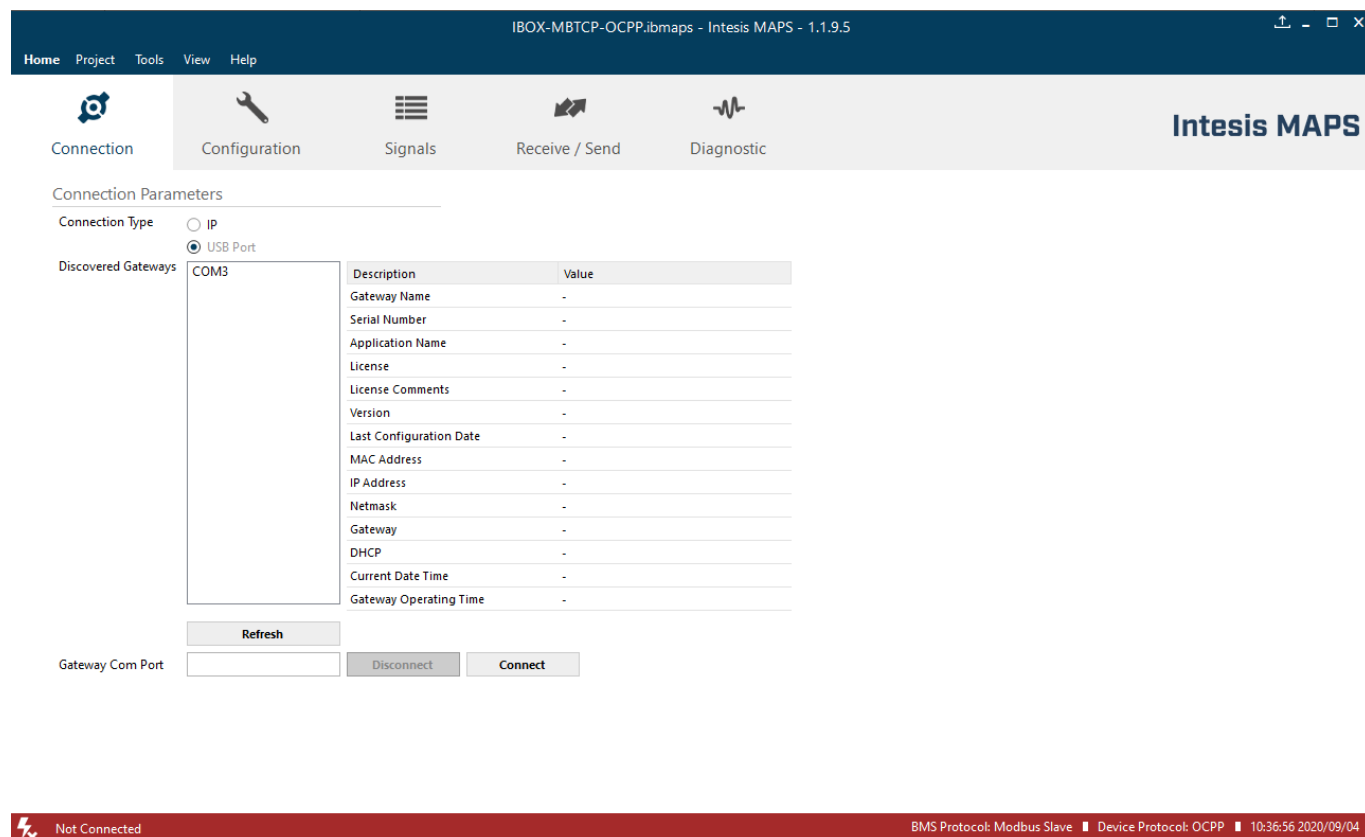 IBOX-MBTCP-OCPP.ibmaps - Intesis MAPS - 1.1.9.5
Home Project Tools View Help
Connection Configuration Signals Receive / Send Diagnostic
Intesis MAPS
Connection Parameters
Connection Type
IP
USB Port
Discovered Gateways
COM3
Description Value
Gateway Name -
Serial Number -
Application Name -
License -
License Comments -
Version -
Last Configuration Date -
MAC Address -
IP Address -
Netmask -
Gateway -
DHCP -
Current Date Time -
Gateway Operating Time -
Refresh
Gateway Com Port Disconnect Connect
Not Connected BMS Protocol: Modbus Slave Device Protocol: OCPP 10:36:56 2020/09/04